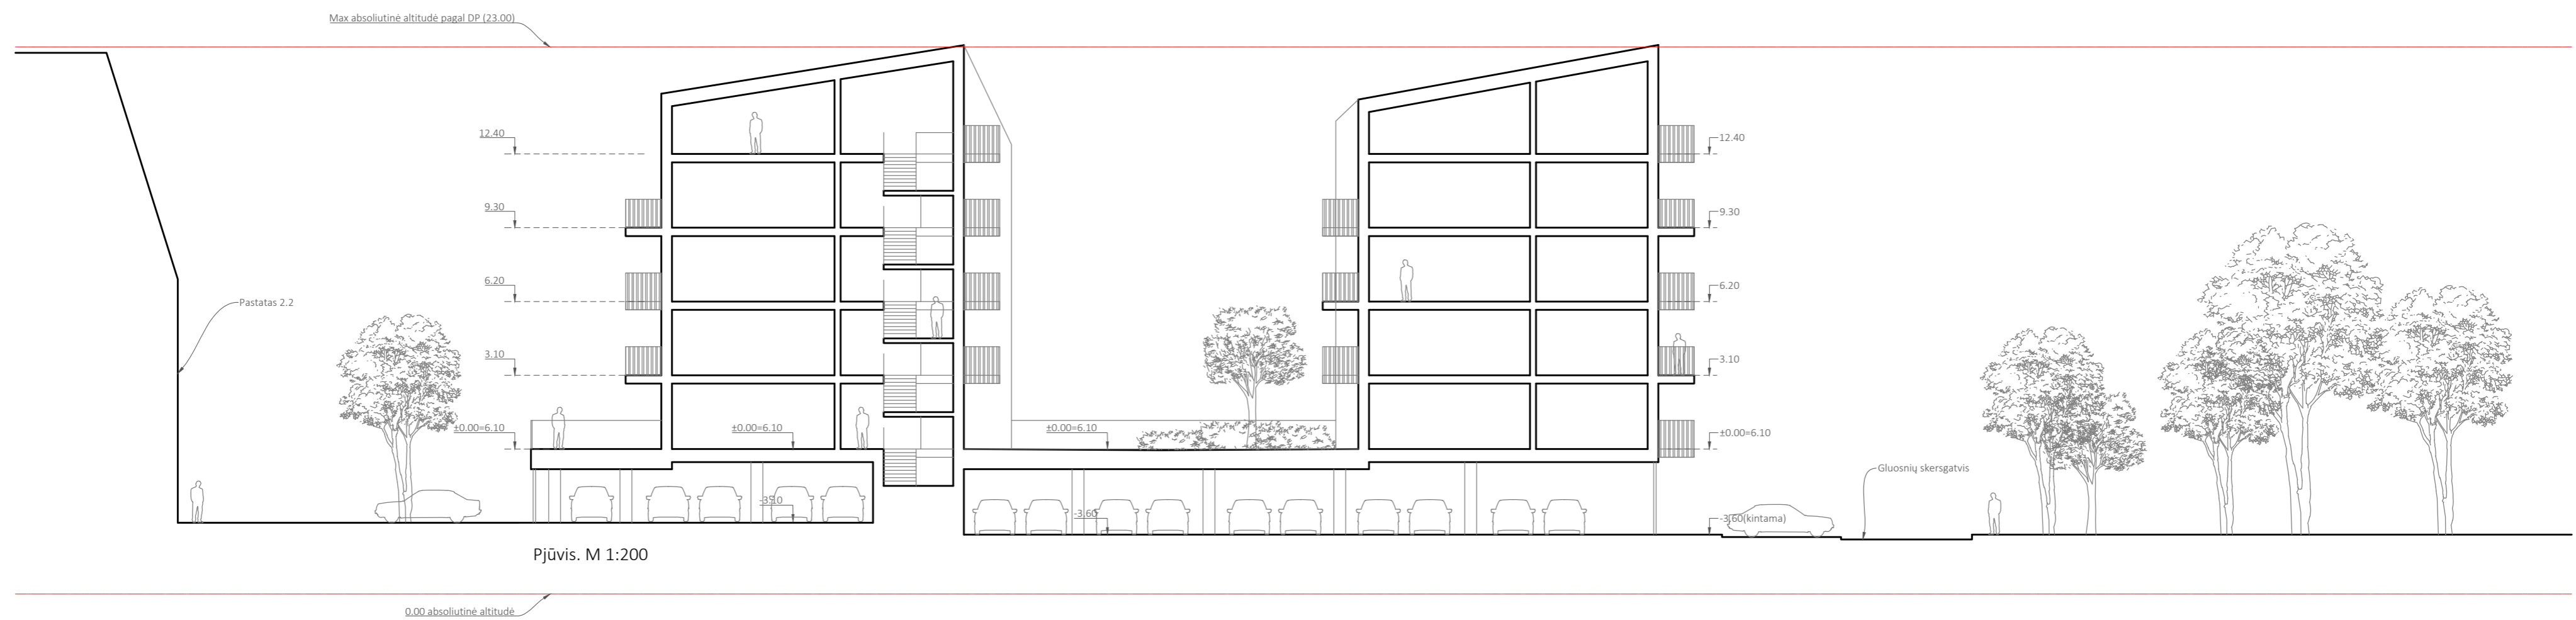 Max absoliutinė altitudė pagal DP (23.00)
12.40
12.40
9.30
9.30
6.20
6.20
Pastatas 2.2
3.10
3.10
±0.00=6.10
±0.00=6.10
±0.00=6.10
±0.00=6.10
Gluosnių skersgatvis
-3.10
-3.60
-3.60(kintama)
Pjūvis. M 1:200
0.00 absoliutinė altitudė